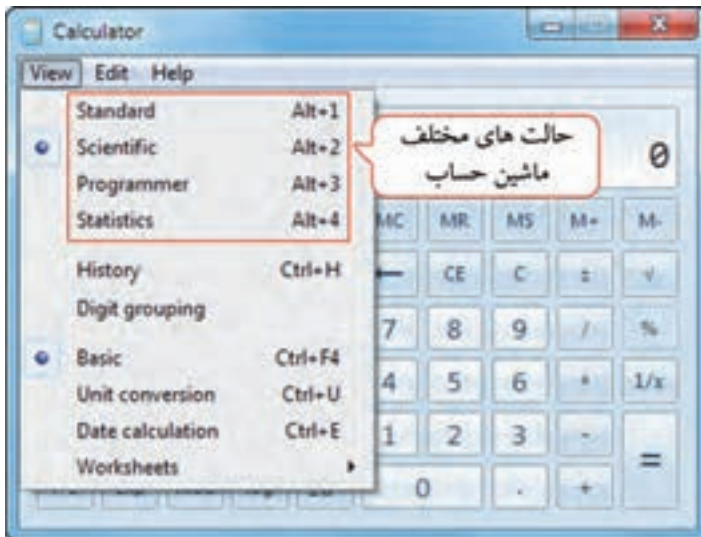 Calculator
View Edit Help
Standard Alt+1
Scientific Alt+2
Programmer Alt+3
Statistics Alt+4
History Ctrl+H
Digit grouping
Basic Ctrl+F4
Unit conversion Ctrl+U
Date calculation Ctrl+E
Worksheets
حالت های مختلف
ماشین حساب
0
MC MR MS M+ M-
← CE C ± √
7 8 9 / %
4 5 6 * 1/x
1 2 3 - =
0 . +